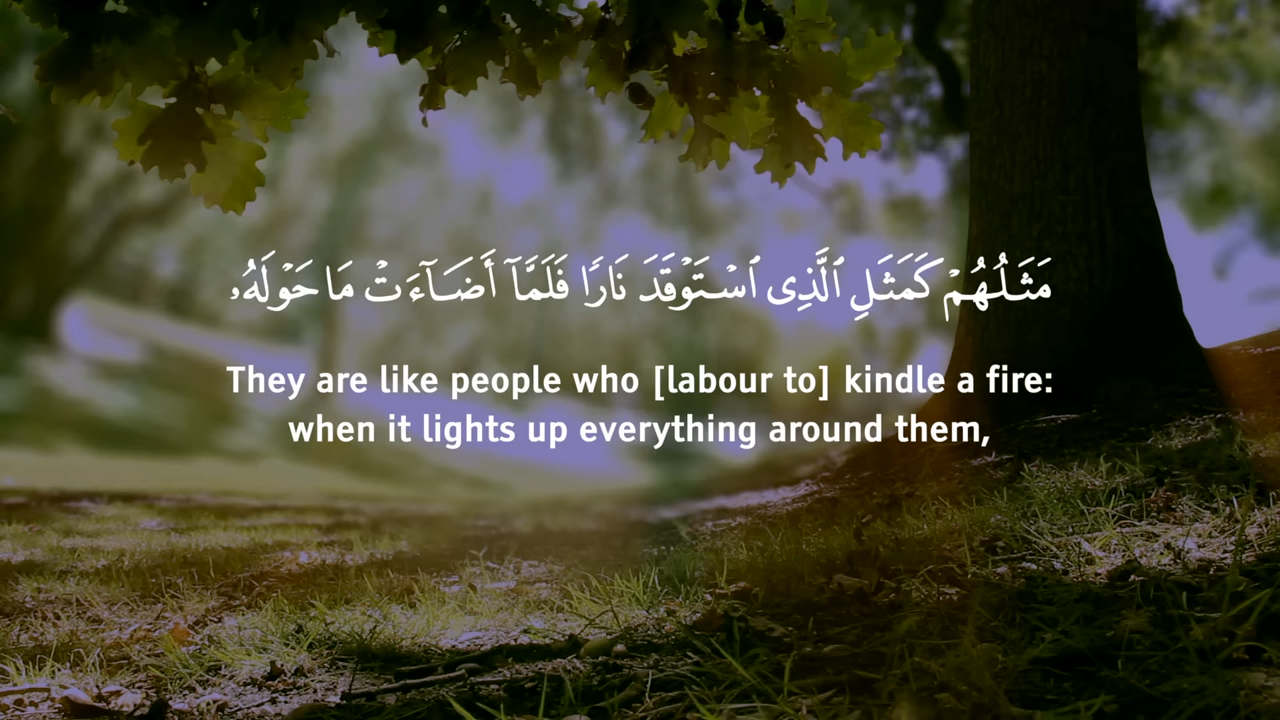 مَثَلُهُمْ كَمَثَلِ ٱلَّذِى ٱسْتَوْقَدَ نَارًا فَلَمَّآ أَضَآءَتْ مَا حَوْلَهُۥ
They are like people who [labour to] kindle a fire:
when it lights up everything around them,